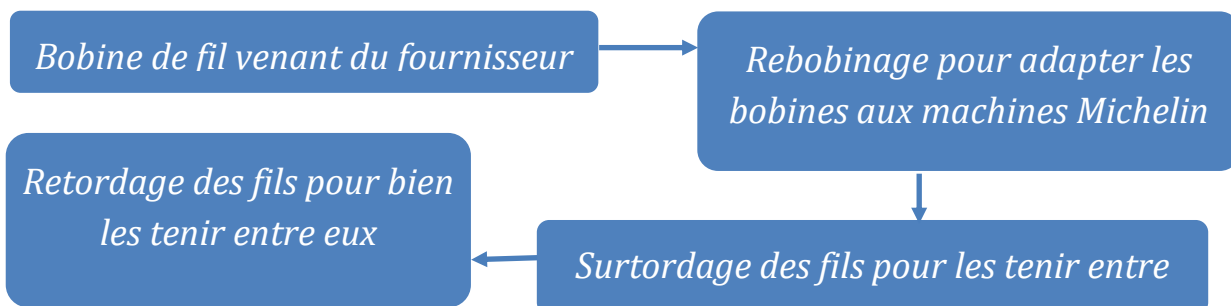 Bobine de fil venant du fournisseur
Rebobinage pour adapter les
bobines aux machines Michelin
Surtordage des fils pour les tenir entre
Retordage des fils pour bien
les tenir entre eux